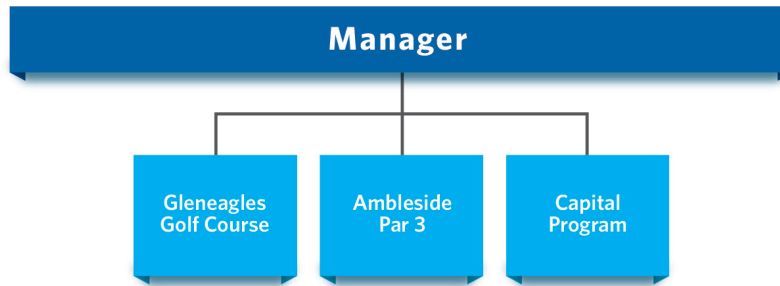 Manager
Gleneagles
Golf Course
Ambleside
Par 3
Capital
Program